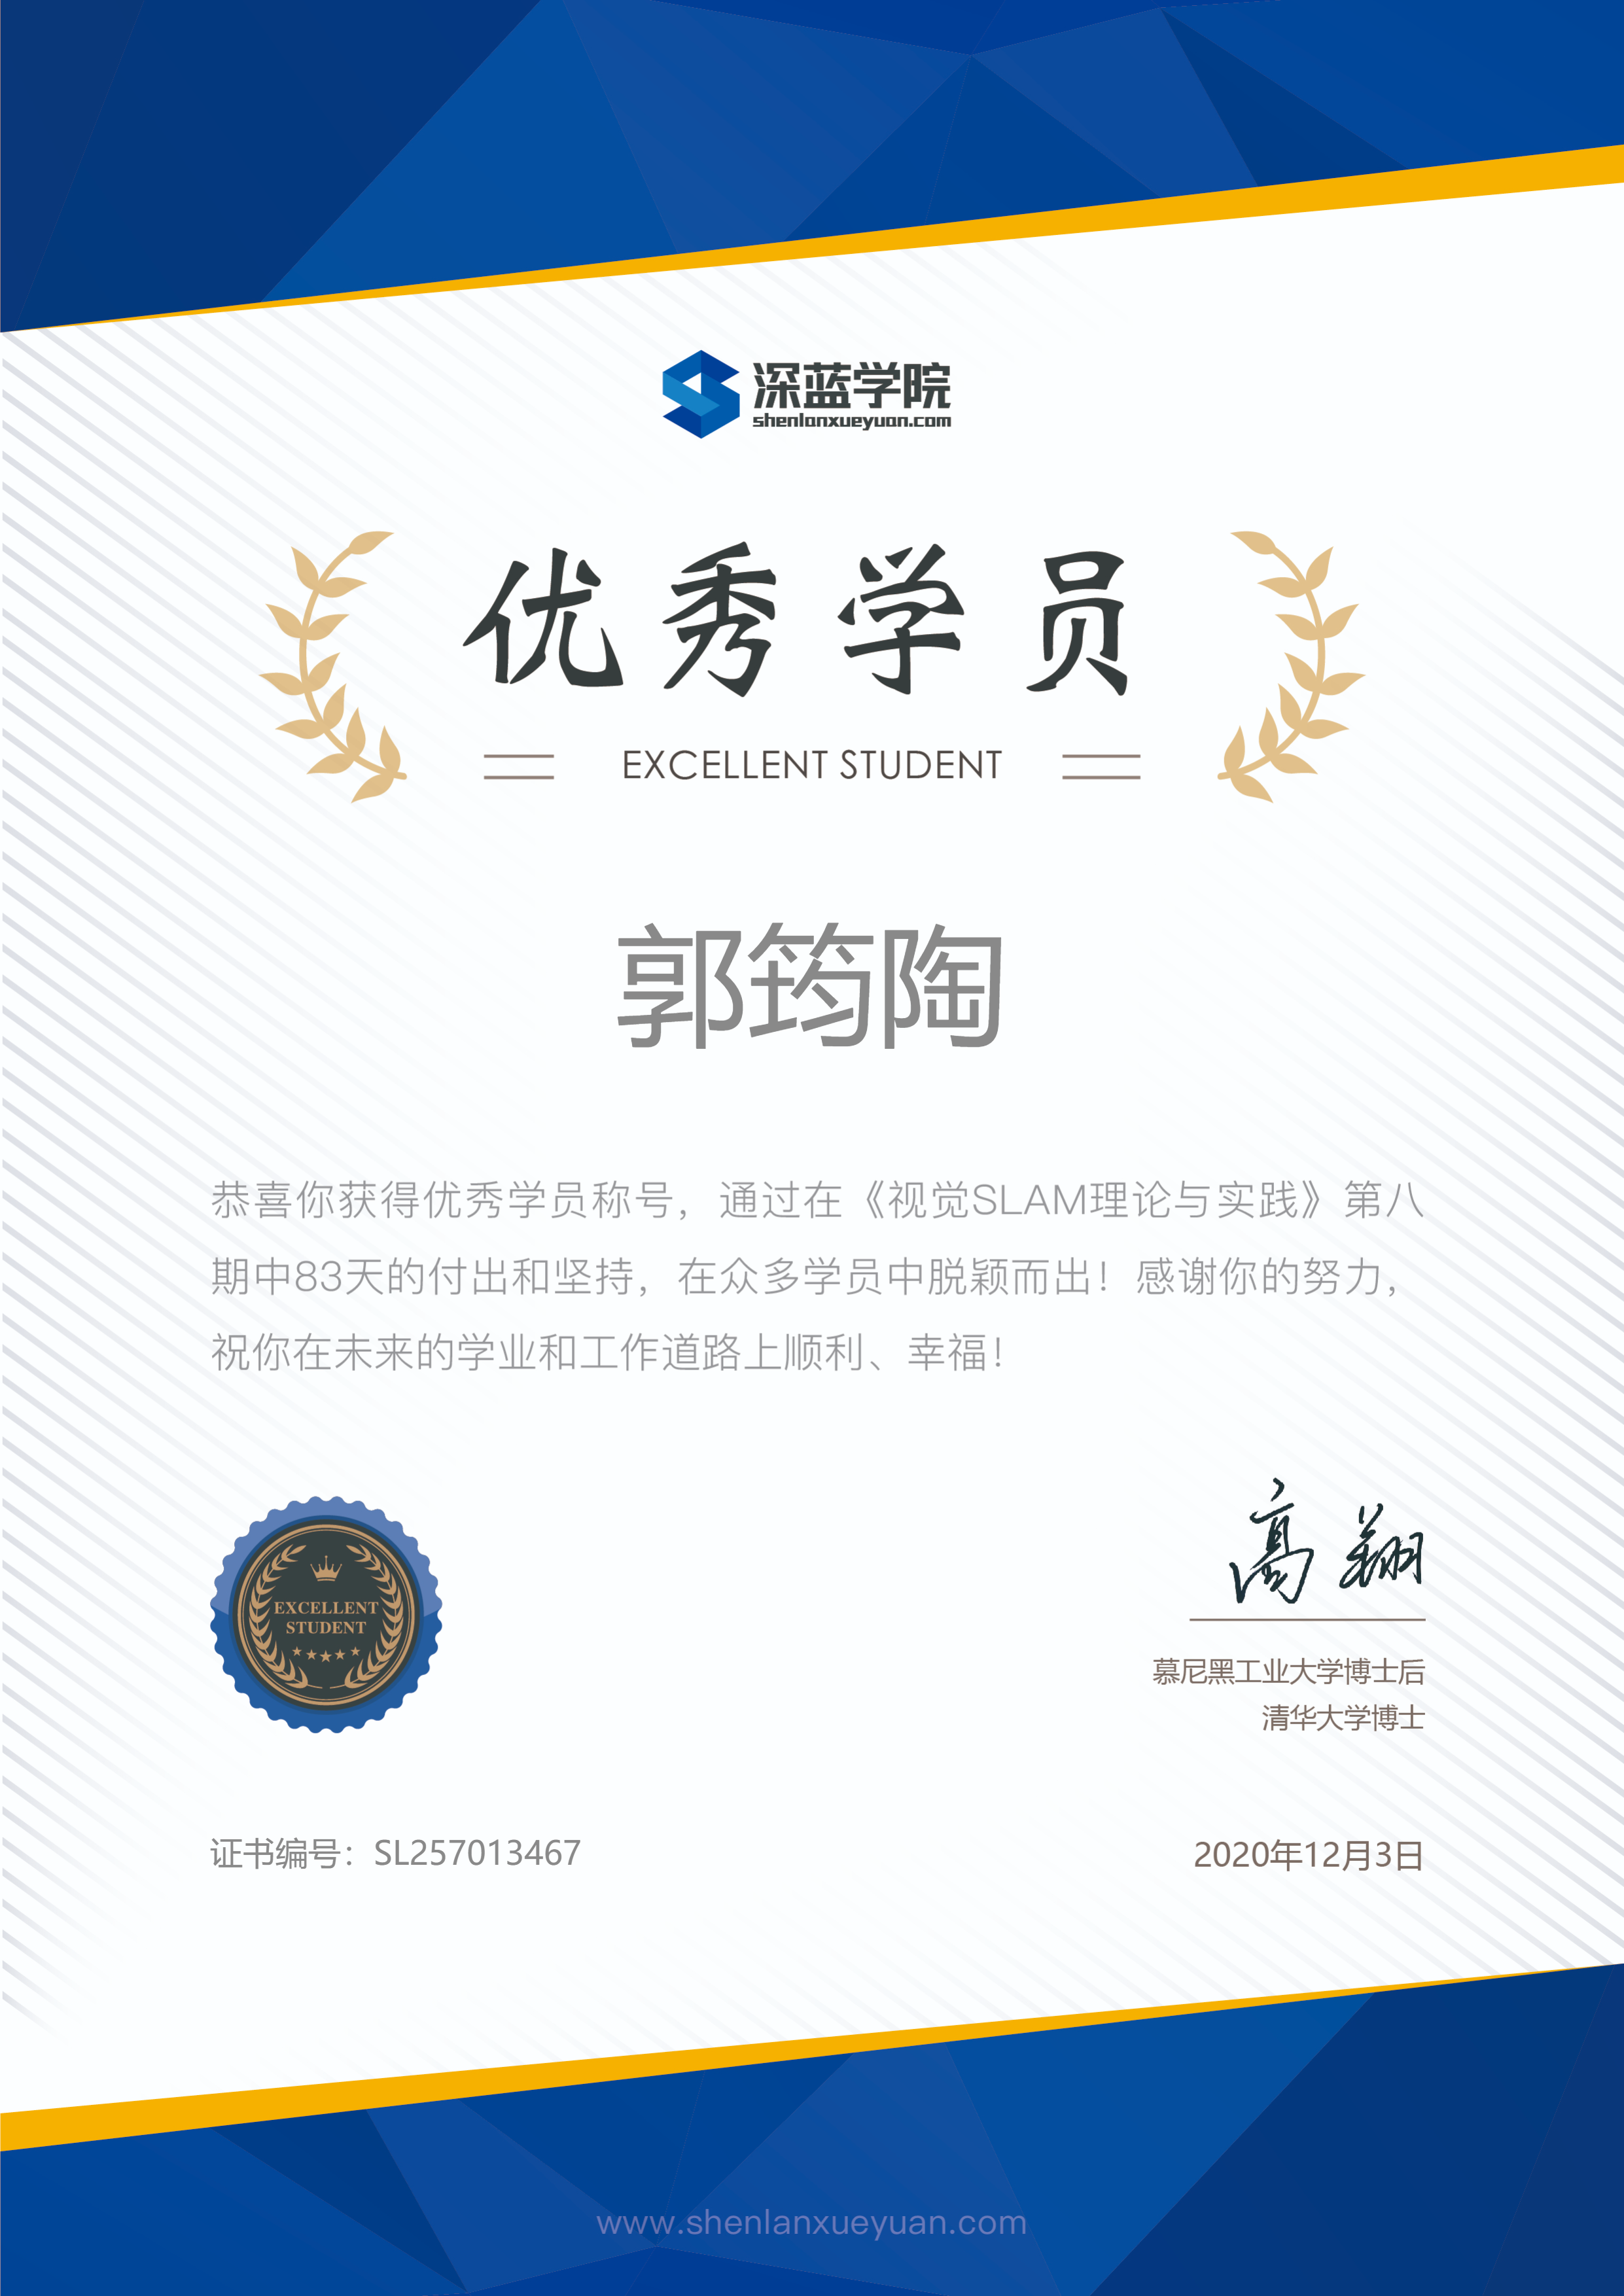 深蓝学院
shenlanxueyuan.com
优秀学员
EXCELLENT STUDENT
郭筠陶
恭喜你获得优秀学员称号，通过在《视觉SLAM理论与实践》第八
期中83天的付出和坚持，在众多学员中脱颖而出！感谢你的努力，
祝你在未来的学业和工作道路上顺利、幸福！
EXCELLENT
STUDENT
高翔
慕尼黑工业大学博士后
清华大学博士
证书编号：SL257013467
2020年12月3日
www.shenlanxueyuan.com